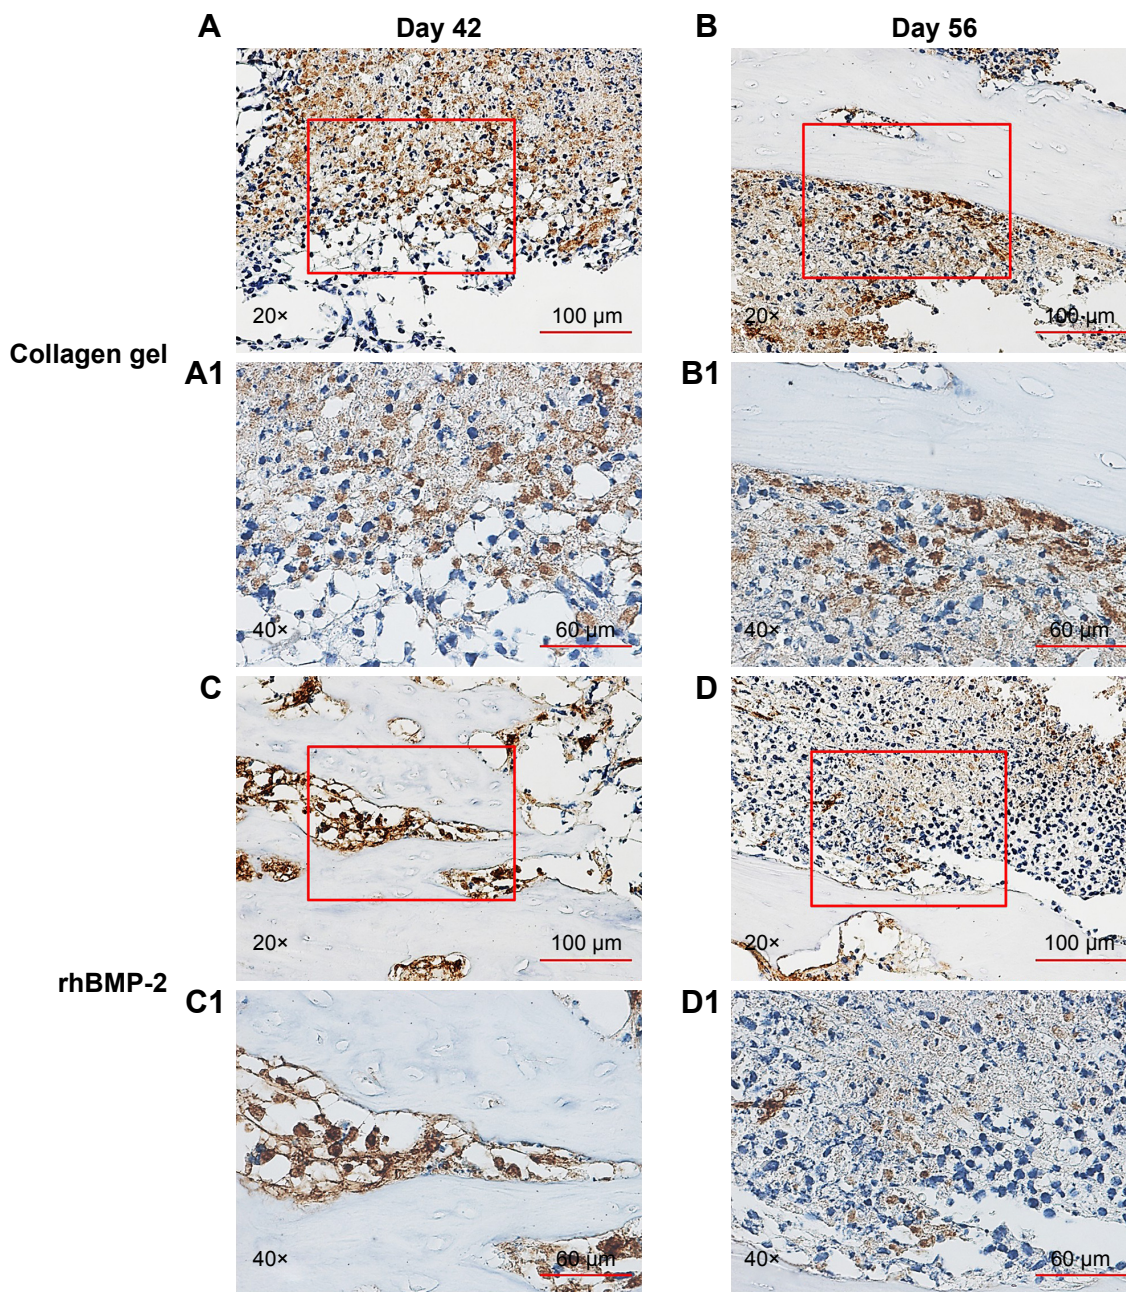 A
Day 42
B
Day 56
20×
100 µm
20×
100 µm
Collagen gel
A1
B1
40×
60 µm
40×
60 µm
C
D
20×
100 µm
20×
100 µm
rhBMP-2
C1
D1
40×
60 µm
40×
60 µm